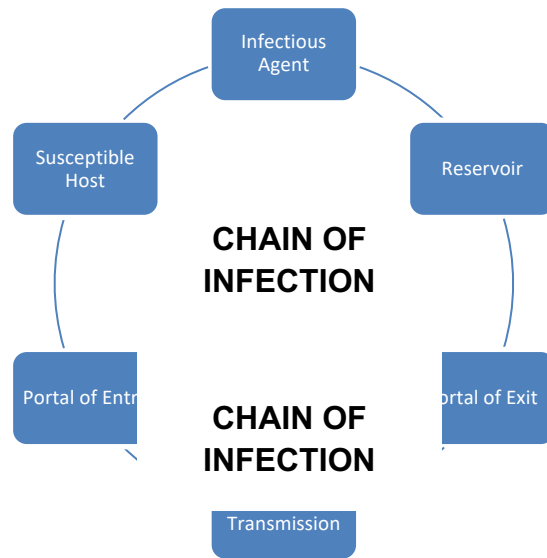 Infectious
Agent
Susceptible
Host
Reservoir
CHAIN OF
INFECTION
Portal of Entr
ortal of Exit
CHAIN OF
INFECTION
Transmission